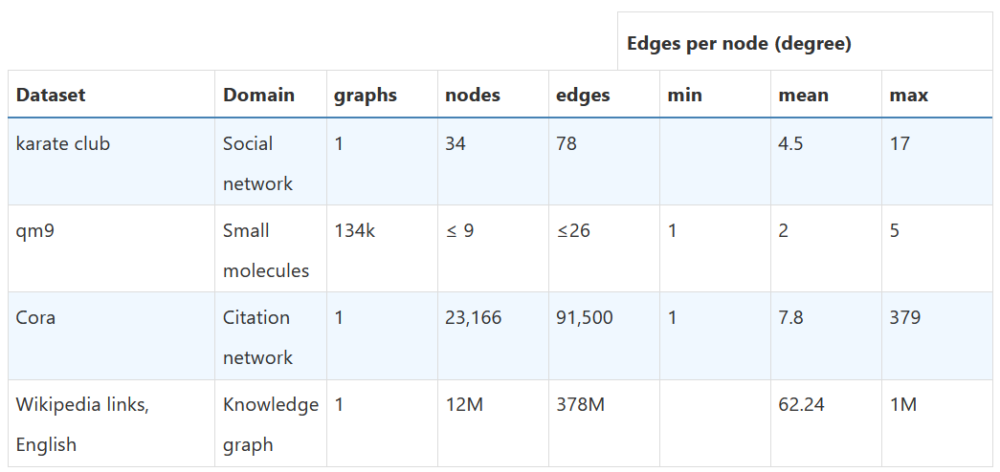 Edges per node (degree)
Dataset Domain graphs nodes edges min mean max
karate club Social network 1 34 78 4.5 17
qm9 Small molecules 134k ≤ 9 ≤26 1 2 5
Cora Citation network 1 23,166 91,500 1 7.8 379
Wikipedia links, English Knowledge graph 1 12M 378M 62.24 1M